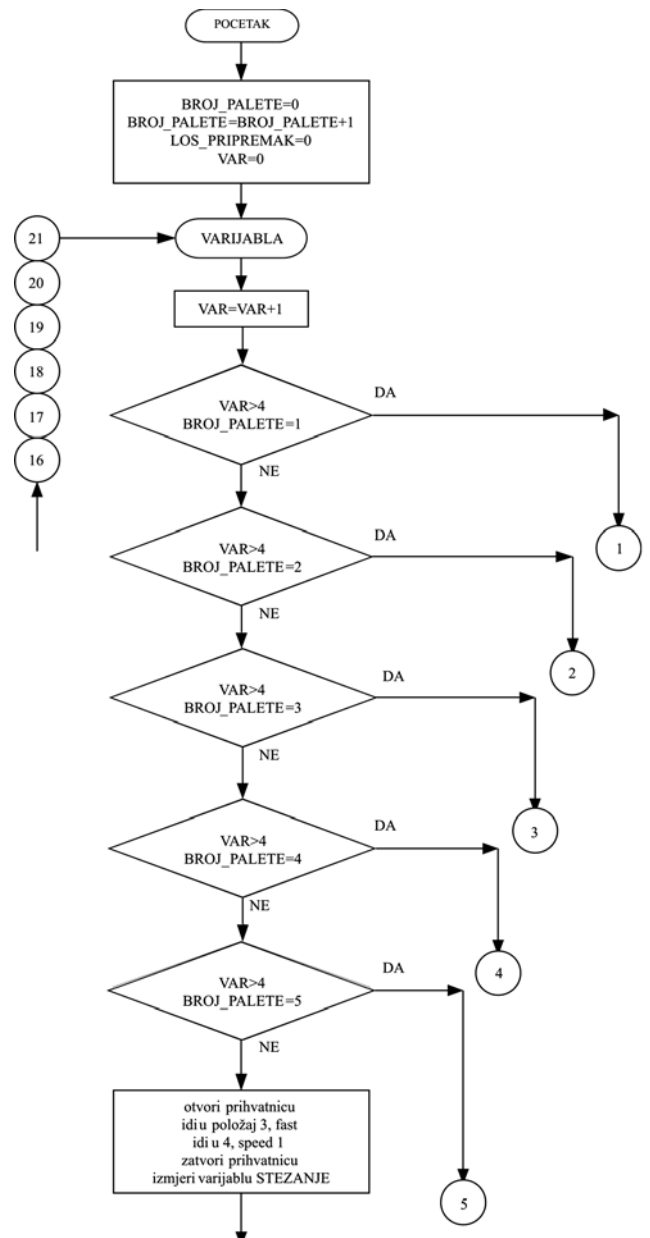 POCETAK
BROJ_PALETE=0
BROJ_PALETE=BROJ_PALETE+1
LOS_PRIPREMAK=0
VAR=0
21
VARIJABLA
20
VAR=VAR+1
19
18
17
16
VAR>4
BROJ_PALETE=1
DA
NE
1
VAR>4
BROJ_PALETE=2
DA
NE
2
VAR>4
BROJ_PALETE=3
DA
NE
3
VAR>4
BROJ_PALETE=4
DA
NE
4
VAR>4
BROJ_PALETE=5
DA
NE
5
otvori prihvatnicu
idi u položaj 3, fast
idi u 4, speed 1
zatvori prihvatnicu
izmjeri varijablu STEZANJE